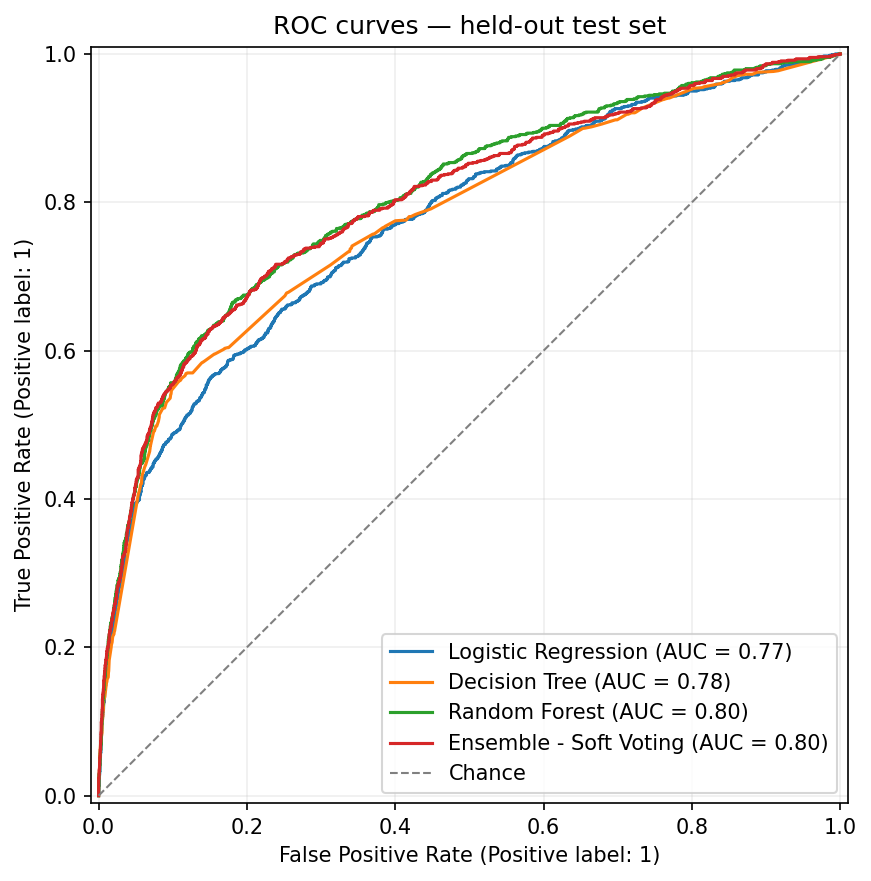 ROC curves — held-out test set
True Positive Rate (Positive label: 1)
1.0
0.8
0.6
0.4
0.2
0.0
Logistic Regression (AUC = 0.77)
Decision Tree (AUC = 0.78)
Random Forest (AUC = 0.80)
Ensemble - Soft Voting (AUC = 0.80)
Chance
0.0 0.2 0.4 0.6 0.8 1.0
False Positive Rate (Positive label: 1)